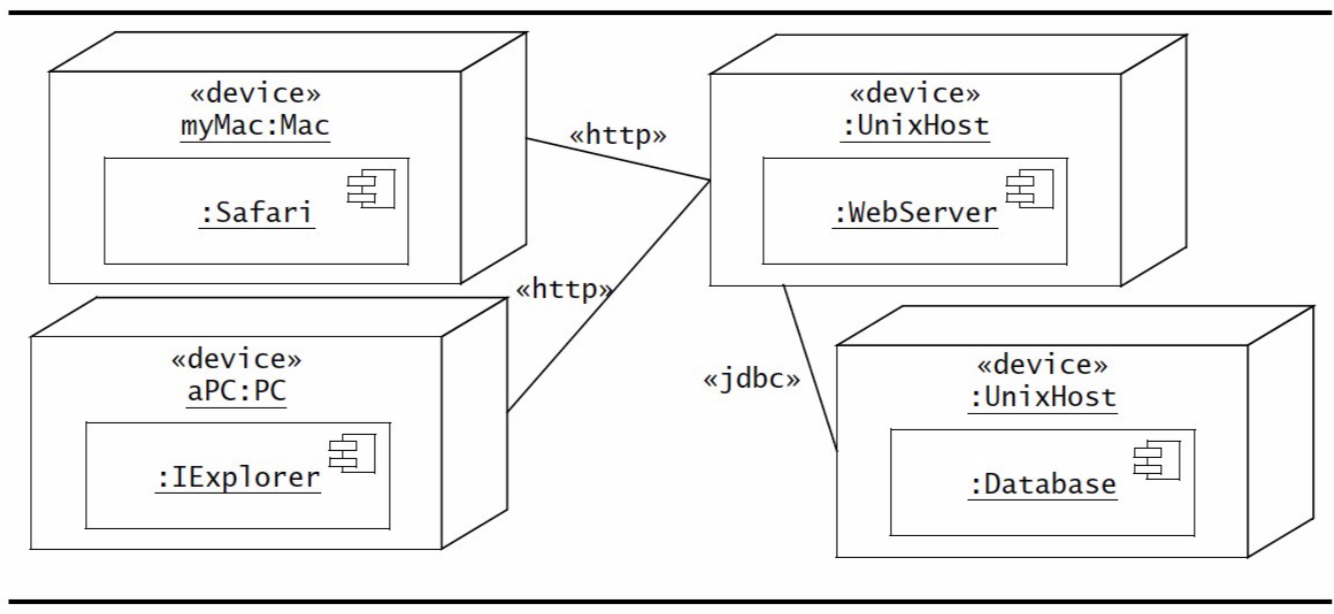 «device»
myMac:Mac
:Safari
«http»
«device»
:UnixHost
:WebServer
«http»
«device»
aPC:PC
:IExplorer
«jdbc»
«device»
:UnixHost
:Database